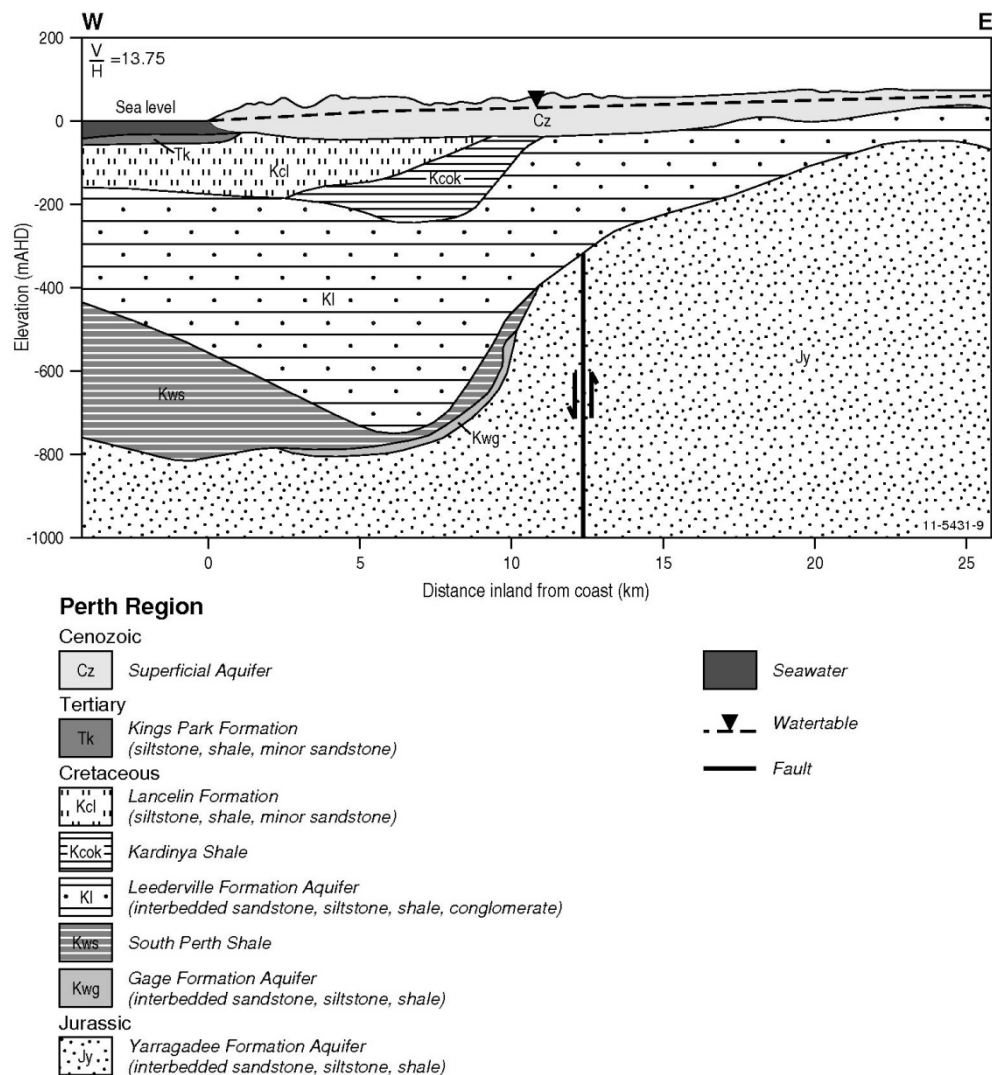 W
E
200
0
-200
-400
-600
-800
-1000
Elevation (mAHD)
V
H
=13.75
Sea level
Cz
Tk
Kcl
Kcok
Kl
Kws
Kwg
Jy
11-5431-9
0
5
10
15
20
25
Distance inland from coast (km)
Perth Region
Cenozoic
Cz
Superficial Aquifer
Tertiary
Tk
Kings Park Formation
(siltstone, shale, minor sandstone)
Cretaceous
Kcl
Lancelin Formation
(siltstone, shale, minor sandstone)
Kcok
Kardinya Shale
Kl
Leederville Formation Aquifer
(interbedded sandstone, siltstone, shale, conglomerate)
Kws
South Perth Shale
Kwg
Gage Formation Aquifer
(interbedded sandstone, siltstone, shale)
Jurassic
Jy
Yarragadee Formation Aquifer
(interbedded sandstone, siltstone, shale)
Seawater
Watertable
Fault